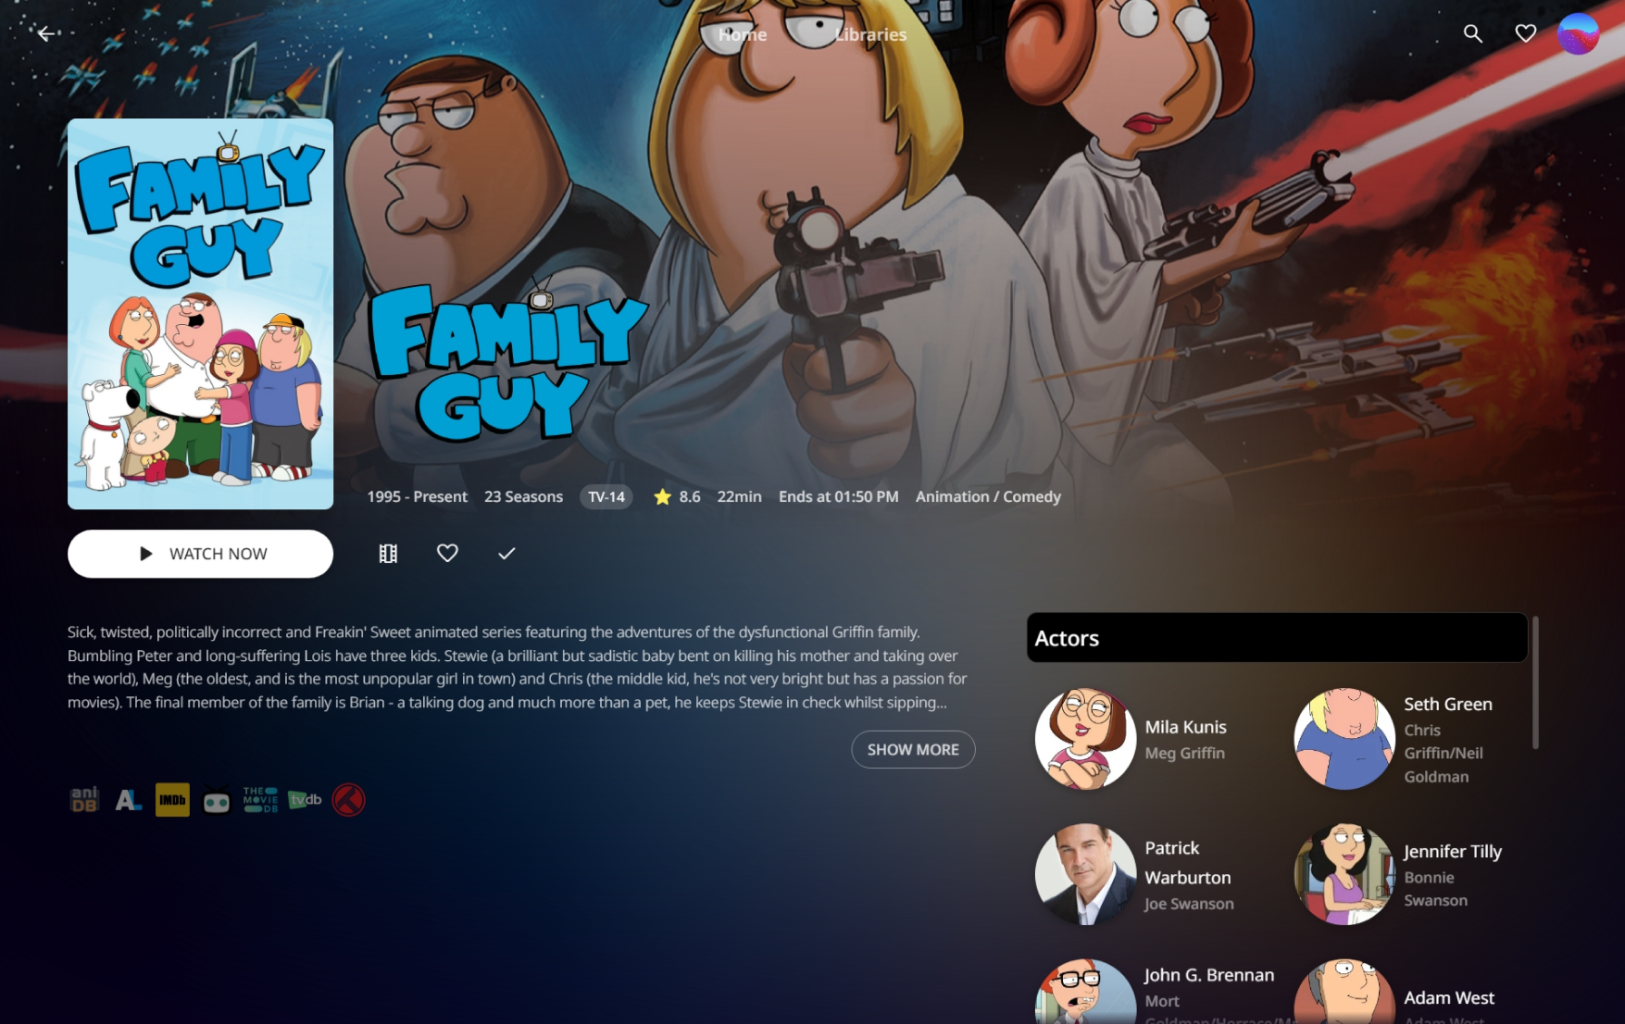 Home
Libraries
FAMILY
GUY
FAMILY
GUY
1995 - Present 23 Seasons TV-14 8.6 22min Ends at 01:50 PM Animation / Comedy
WATCH NOW
Sick, twisted, politically incorrect and Freakin' Sweet animated series featuring the adventures of the dysfunctional Griffin family.
Bumbling Peter and long-suffering Lois have three kids. Stewie (a brilliant but sadistic baby bent on killing his mother and taking over
the world), Meg (the oldest, and is the most unpopular girl in town) and Chris (the middle kid, he's not very bright but has a passion for
movies). The final member of the family is Brian - a talking dog and much more than a pet, he keeps Stewie in check whilst sipping...
SHOW MORE
ani
DB
AL
IMDb
THE
MOVIE
DB
tvdb
Actors
Mila Kunis
Meg Griffin
Seth Green
Chris
Griffin/Neil
Goldman
Patrick
Warburton
Joe Swanson
Jennifer Tilly
Bonnie
Swanson
John G. Brennan
Mort
Adam West
Adam West